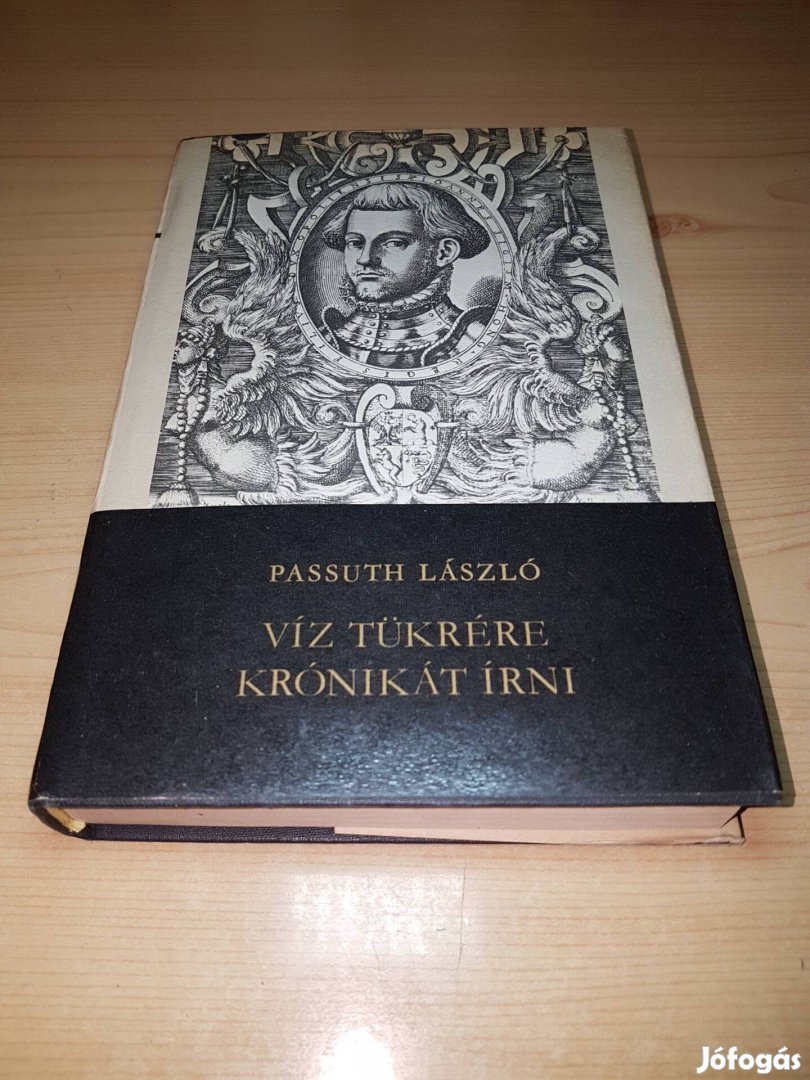 PASSUTH LÁSZLÓ
VÍZ TÜKRÉRE
KRÓNIKÁT ÍRNI
Jófogás